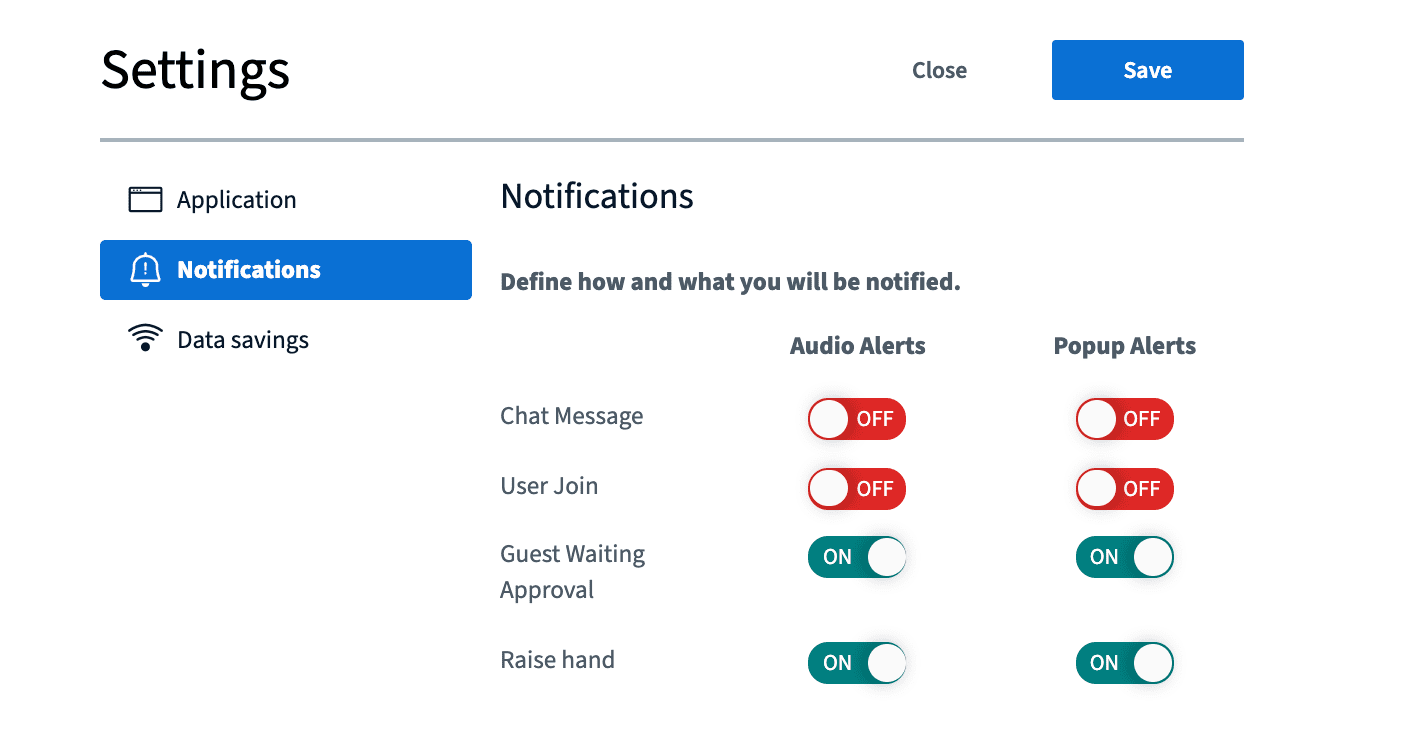 Settings
Close
Save
Application
Notifications
Data savings
Notifications
Define how and what you will be notified.
Audio Alerts Popup Alerts
Chat Message OFF OFF
User Join OFF OFF
Guest Waiting
Approval ON ON
Raise hand ON ON